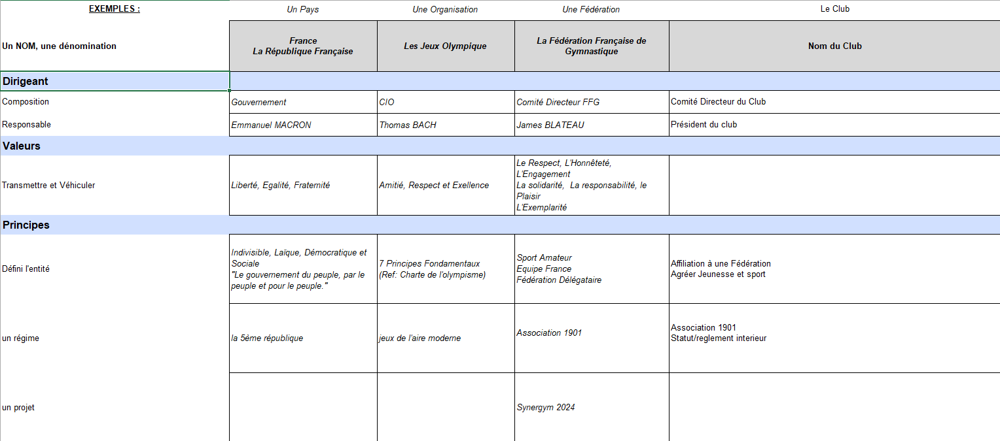 EXEMPLES :
Un Pays
Une Organisation
Une Fédération
Le Club
Un NOM, une dénomination
France
La République Française
Les Jeux Olympique
La Fédération Française de
Gymnastique
Nom du Club
Dirigeant
Composition
Gouvernement
CIO
Comité Directeur FFG
Comité Directeur du Club
Responsable
Emmanuel MACRON
Thomas BACH
James BLATEAU
Président du club
Valeurs
Transmettre et Véhiculer
Liberté, Egalité, Fraternité
Amitié, Respect et Exellence
Le Respect, L'Honnêteté,
L'Engagement
La solidarité,  La responsabilité, le
Plaisir
L'Exemplarité
Principes
Défini l'entité
Indivisible, Laïque, Démocratique et
Sociale
"Le gouvernement du peuple, par le
peuple et pour le peuple."
7 Principes Fondamentaux
(Ref: Charte de l'olympisme)
Sport Amateur
Equipe France
Fédération Délégataire
Affiliation à une Fédération
Agréer Jeunesse et sport
un régime
la 5ème république
jeux de l'aire moderne
Association 1901
Association 1901
Statut/reglement interieur
un projet
Synergym 2024